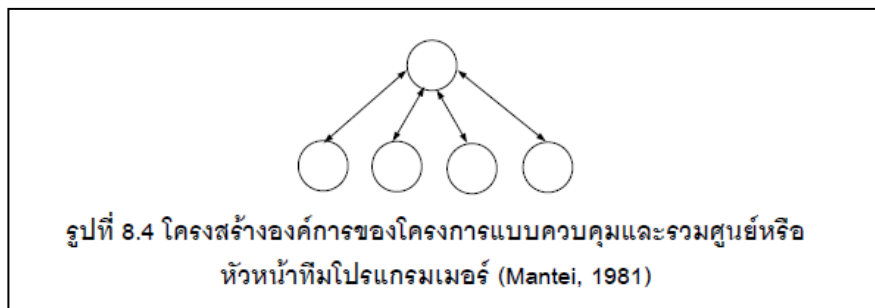 รูปที่ 8.4 โครงสร้างองค์การของโครงการแบบควบคุมและรวมศูนย์หรือ
หัวหน้าทีมโปรแกรมเมอร์ (Mantei, 1981)